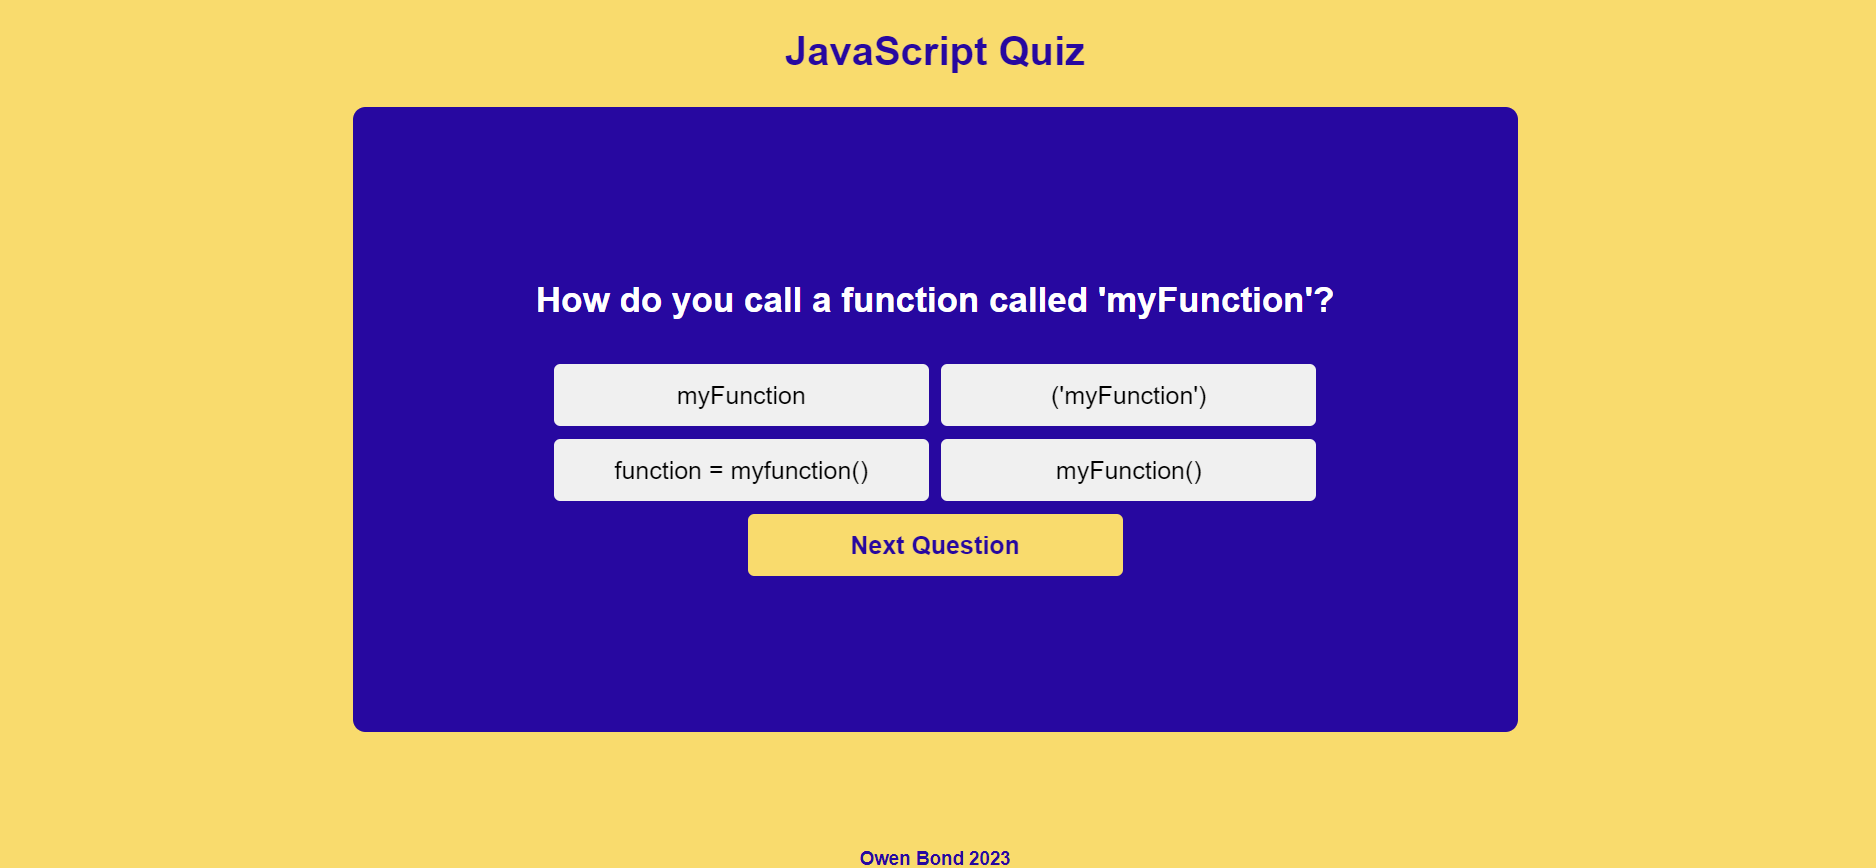 JavaScript Quiz
How do you call a function called 'myFunction'?
myFunction
('myFunction')
function = myfunction()
myFunction()
Next Question
Owen Bond 2023